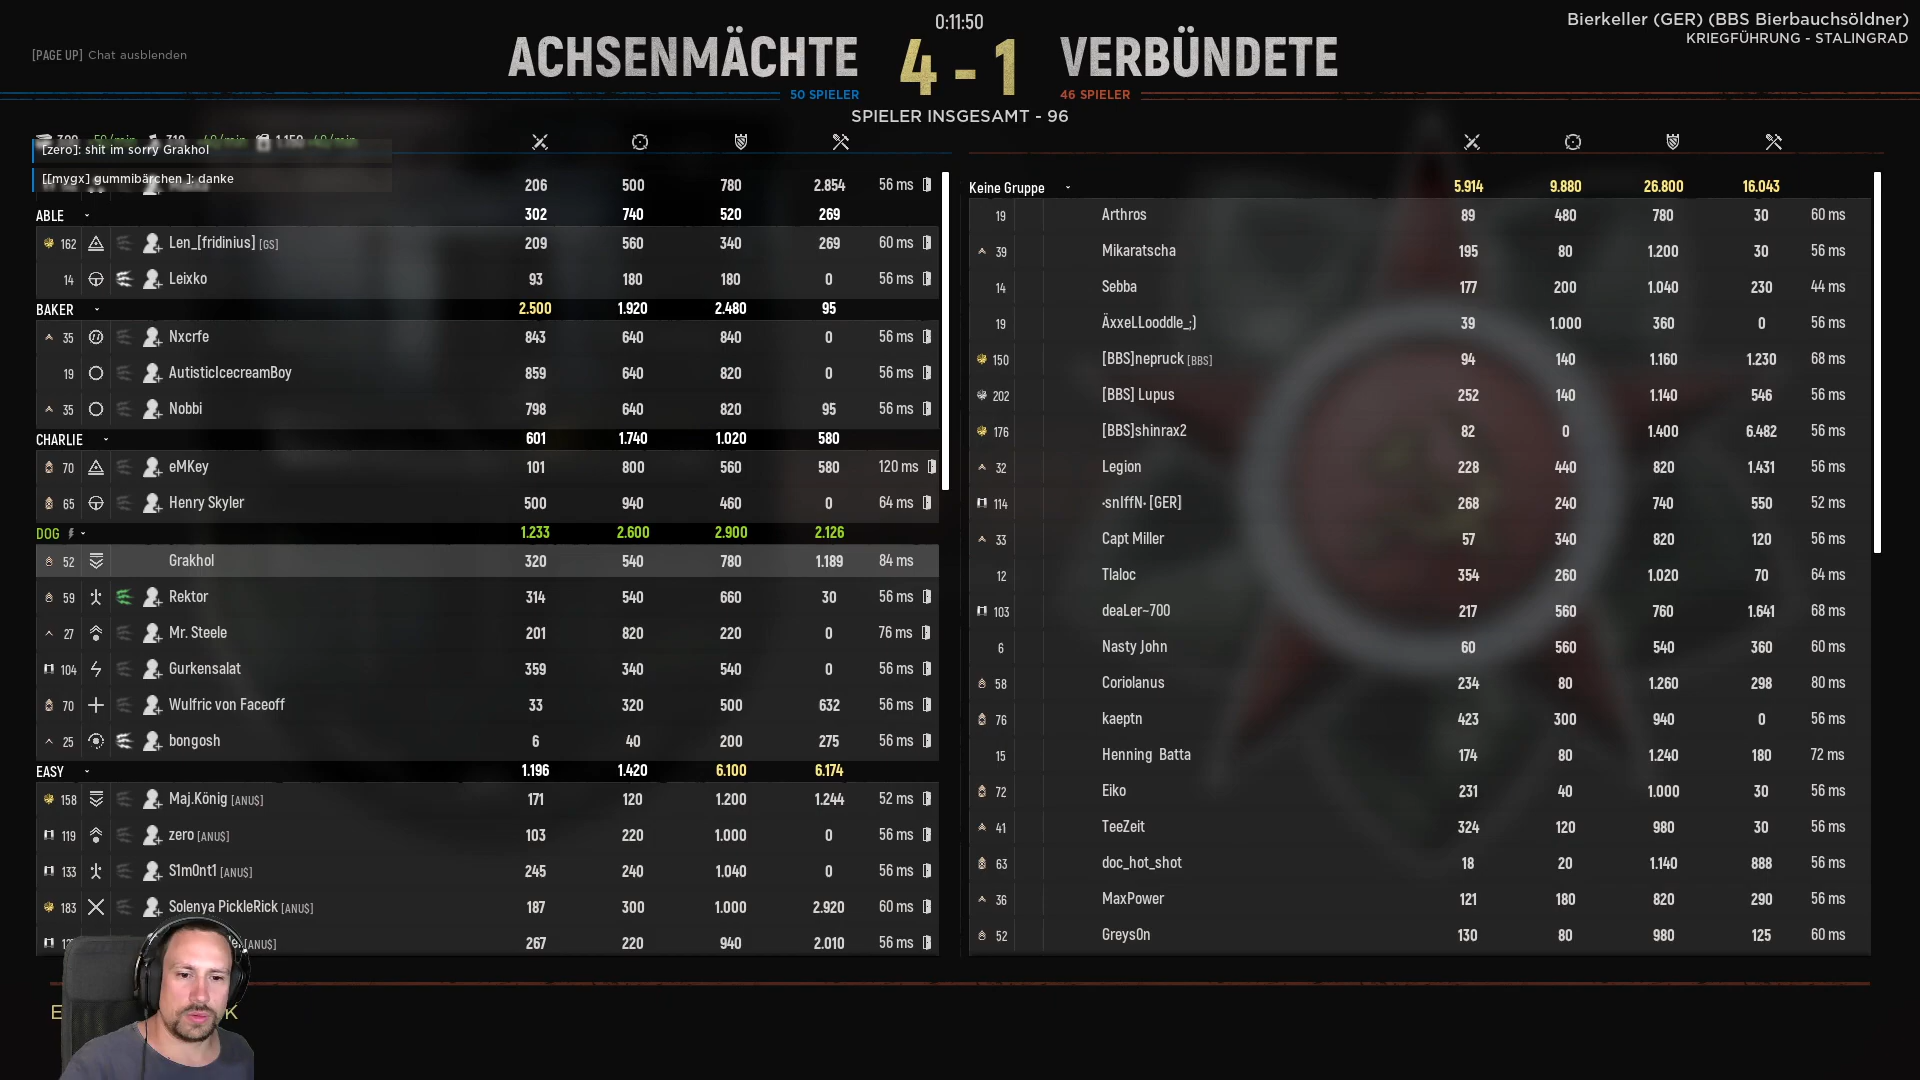 0:11:50
ACHSENMÄCHTE 4 - 1 VERBÜNDETE
Bierkeller (GER) (BBS Bierbauchsöldner)
KRIEGFÜHRUNG - STALINGRAD
[PAGE UP] Chat ausblenden
50 SPIELER
46 SPIELER
SPIELER INSGESAMT - 96
[zero]: shit im sorry Grakhol
[[mygx] gummibärchen ]: danke
206 500 780 2.854 56 ms
ABLE 302 740 520 269
162 Len_[fridinius] [GS] 209 560 340 269 60 ms
14 Leixko 93 180 180 0 56 ms
BAKER 2.500 1.920 2.480 95
35 Nxcrfe 843 640 840 0 56 ms
19 AutisticIcecreamBoy 859 640 820 0 56 ms
35 Nobbi 798 640 820 95 56 ms
CHARLIE 601 1.740 1.020 580
70 eMKey 101 800 560 580 120 ms
65 Henry Skyler 500 940 460 0 64 ms
DOG 1.233 2.600 2.900 2.126
52 Grakhol 320 540 780 1.189 84 ms
59 Rektor 314 540 660 30 56 ms
27 Mr. Steele 201 820 220 0 76 ms
104 Gurkensalat 359 340 540 0 56 ms
70 Wulfric von Faceoff 33 320 500 632 56 ms
25 bongosh 6 40 200 275 56 ms
EASY 1.196 1.420 6.100 6.174
158 Maj.König [ANU$] 171 120 1.200 1.244 52 ms
119 zero [ANU$] 103 220 1.000 0 56 ms
133 S1m0nt1 [ANU$] 245 240 1.040 0 56 ms
183 Solenya PickleRick [ANU$] 187 300 1.000 2.920 60 ms
[ANU$] 267 220 940 2.010 56 ms
Keine Gruppe 5.914 9.880 26.800 16.043
19 Arthros 89 480 780 30 60 ms
39 Mikaratscha 195 80 1.200 30 56 ms
14 Sebba 177 200 1.040 230 44 ms
19 ÄxxeLLooddle_;) 39 1.000 360 0 56 ms
150 [BBS]nepruck [BBS] 94 140 1.160 1.230 68 ms
202 [BBS] Lupus 252 140 1.140 546 56 ms
176 [BBS]shinrax2 82 0 1.400 6.482 56 ms
32 Legion 228 440 820 1.431 56 ms
114 •snIffN• [GER] 268 240 740 550 52 ms
33 Capt Miller 57 340 820 120 56 ms
12 Tlaloc 354 260 1.020 70 64 ms
103 deaLer-700 217 560 760 1.641 68 ms
6 Nasty John 60 560 540 360 60 ms
58 Coriolanus 234 80 1.260 298 80 ms
76 kaeptn 423 300 940 0 56 ms
15 Henning Batta 174 80 1.240 180 72 ms
72 Eiko 231 40 1.000 30 56 ms
41 TeeZeit 324 120 980 30 56 ms
63 doc_hot_shot 18 20 1.140 888 56 ms
36 MaxPower 121 180 820 290 56 ms
52 Greys0n 130 80 980 125 60 ms